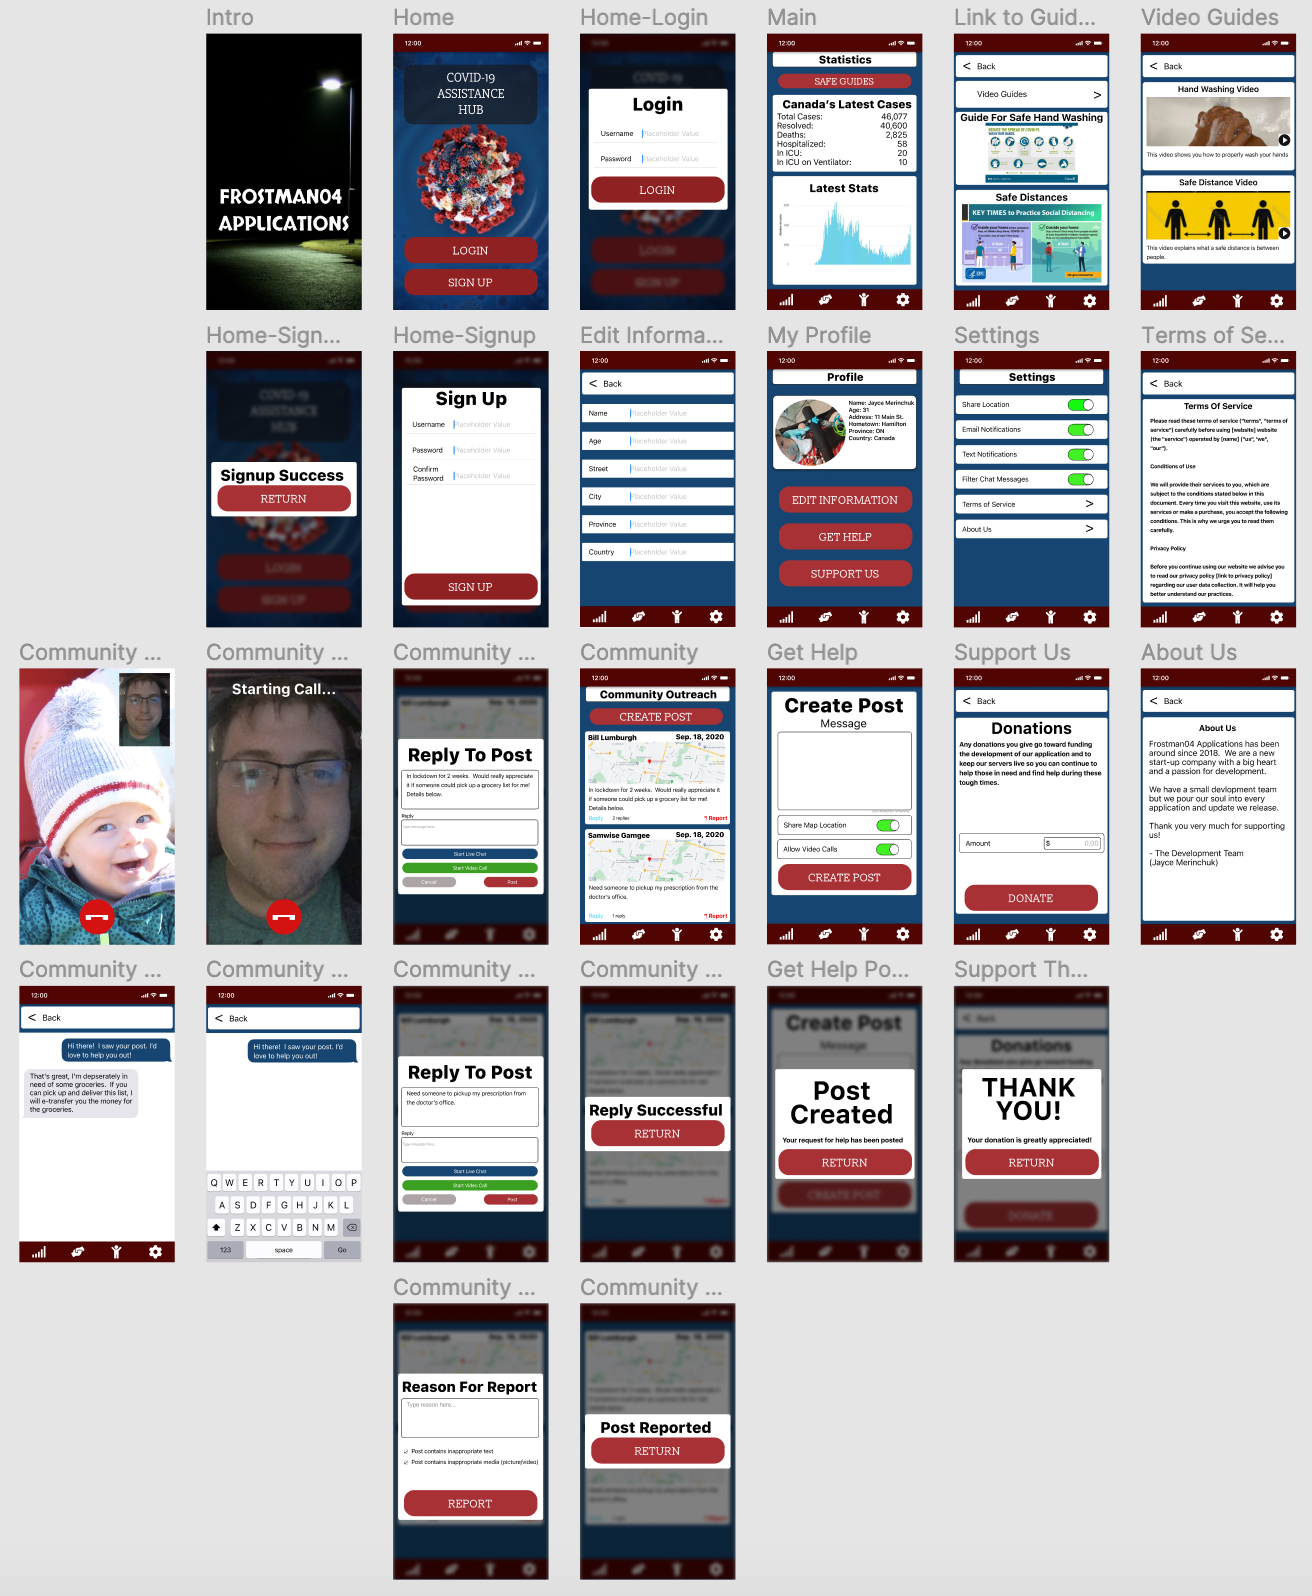 Intro
Home
Home-Login
Main
Link to Guid...
Video Guides
FROSTMAN04
APPLICATIONS
12:00
COVID-19
ASSISTANCE
HUB
LOGIN
SIGN UP
Login
Username Placeholder Value
Password Placeholder Value
LOGIN
12:00
Statistics
SAFE GUIDES
Canada's Latest Cases
Total Cases: 46,077
Resolved: 40,600
Deaths: 2,825
Hospitalized: 58
In ICU: 20
In ICU on Ventilator: 10
Latest Stats
12:00
< Back
Video Guides >
Guide For Safe Hand Washing
Safe Distances
KEY TIMES to Practice Social Distancing
12:00
< Back
Hand Washing Video
This video shows you how to properly wash your hands
Safe Distance Video
This video explains what a safe distance is between
people.
Home-Sign...
Home-Signup
Edit Informa...
My Profile
Settings
Terms of Se...
COVID-19
ASSISTANCE
HUB
Signup Success
RETURN
LOGIN
SIGN UP
Sign Up
Username Placeholder Value
Password Placeholder Value
Confirm
Password Placeholder Value
SIGN UP
12:00
< Back
Name Placeholder Value
Age Placeholder Value
Street Placeholder Value
City Placeholder Value
Province Placeholder Value
Country Placeholder Value
12:00
Profile
Name: Jayce Merinchuk
Age: 31
Address: 11 Main St.
Hometown: Hamilton
Province: ON
Country: Canada
EDIT INFORMATION
GET HELP
SUPPORT US
12:00
Settings
Share Location
Email Notifications
Text Notifications
Filter Chat Messages
Terms of Service >
About Us >
12:00
< Back
Terms Of Service
Please read these terms of service ("terms", "terms of
service") carefully before using [website] website
(the "service") operated by [name] ("us", 'we",
"our").
Conditions of Use
We will provide their services to you, which are
subject to the conditions stated below in this
document. Every time you visit this website, use its
services or make a purchase, you accept the following
conditions. This is why we urge you to read them
carefully.
Privacy Policy
Before you continue using our website we advise you
to read our privacy policy [link to privacy policy]
regarding our user data collection. It will help you
better understand our practices.
Community ...
Community ...
Community ...
Community
Get Help
Support Us
About Us
Starting Call...
Bill Lumburgh Sep. 18, 2020
Reply To Post
In lockdown for 2 weeks. Would really appreciate
it if someone could pick up a grocery list for me!
Details below.
Reply
Type message here...
Start Live Chat
Start Video Call
Cancel Post
12:00
Community Outreach
CREATE POST
Bill Lumburgh Sep. 18, 2020
In lockdown for 2 weeks. Would really appreciate it
if someone could pick up a grocery list for me!
Details below.
Reply 2 replies Report
Samwise Gamgee Sep. 18, 2020
Need someone to pickup my prescription from the
doctor's office.
Reply 1 reply Report
12:00
Create Post
Message
Share Map Location
Allow Video Calls
CREATE POST
12:00
< Back
Donations
Any donations you give go toward funding
the development of our application and to
keep our servers live so you can continue to
help those in need and find help during these
tough times.
Amount $ 0.00
DONATE
12:00
< Back
About Us
Frostman04 Applications has been
around since 2018. We are a new
start-up company with a big heart
and a passion for development.
We have a small devlopment team
but we pour our soul into every
application and update we release.
Thank you very much for supporting
us!
- The Development Team
(Jayce Merinchuk)
Community ...
Community ...
Community ...
Community ...
Get Help Po...
Support Th...
12:00
< Back
Hi there! I saw your post. I'd
love to help you out!
That's great, I'm depserately in
need of some groceries. If you
can pick up and deliver this list, I
will e-transfer you the money for
the groceries.
12:00
< Back
Hi there! I saw your post. I'd
love to help you out!
Q W E R T Y U I O P
A S D F G H J K L
Z X C V B N M
123 space Go
Reply To Post
Need someone to pickup my prescription from
the doctor's office.
Reply
Type message here...
Start Live Chat
Start Video Call
Cancel Post
Reply Successful
RETURN
Create Post
Message
Post
Created
Your request for help has been posted
RETURN
CREATE POST
Back
Donations
THANK
YOU!
Your donation is greatly appreciated!
RETURN
DONATE
Community ...
Community ...
Bill Lumburgh Sep. 18, 2020
Reason For Report
Type reason here...
Post contains inappropriate text
Post contains inappropriate media (picture/video)
REPORT
Bill Lumburgh Sep. 18, 2020
Post Reported
RETURN